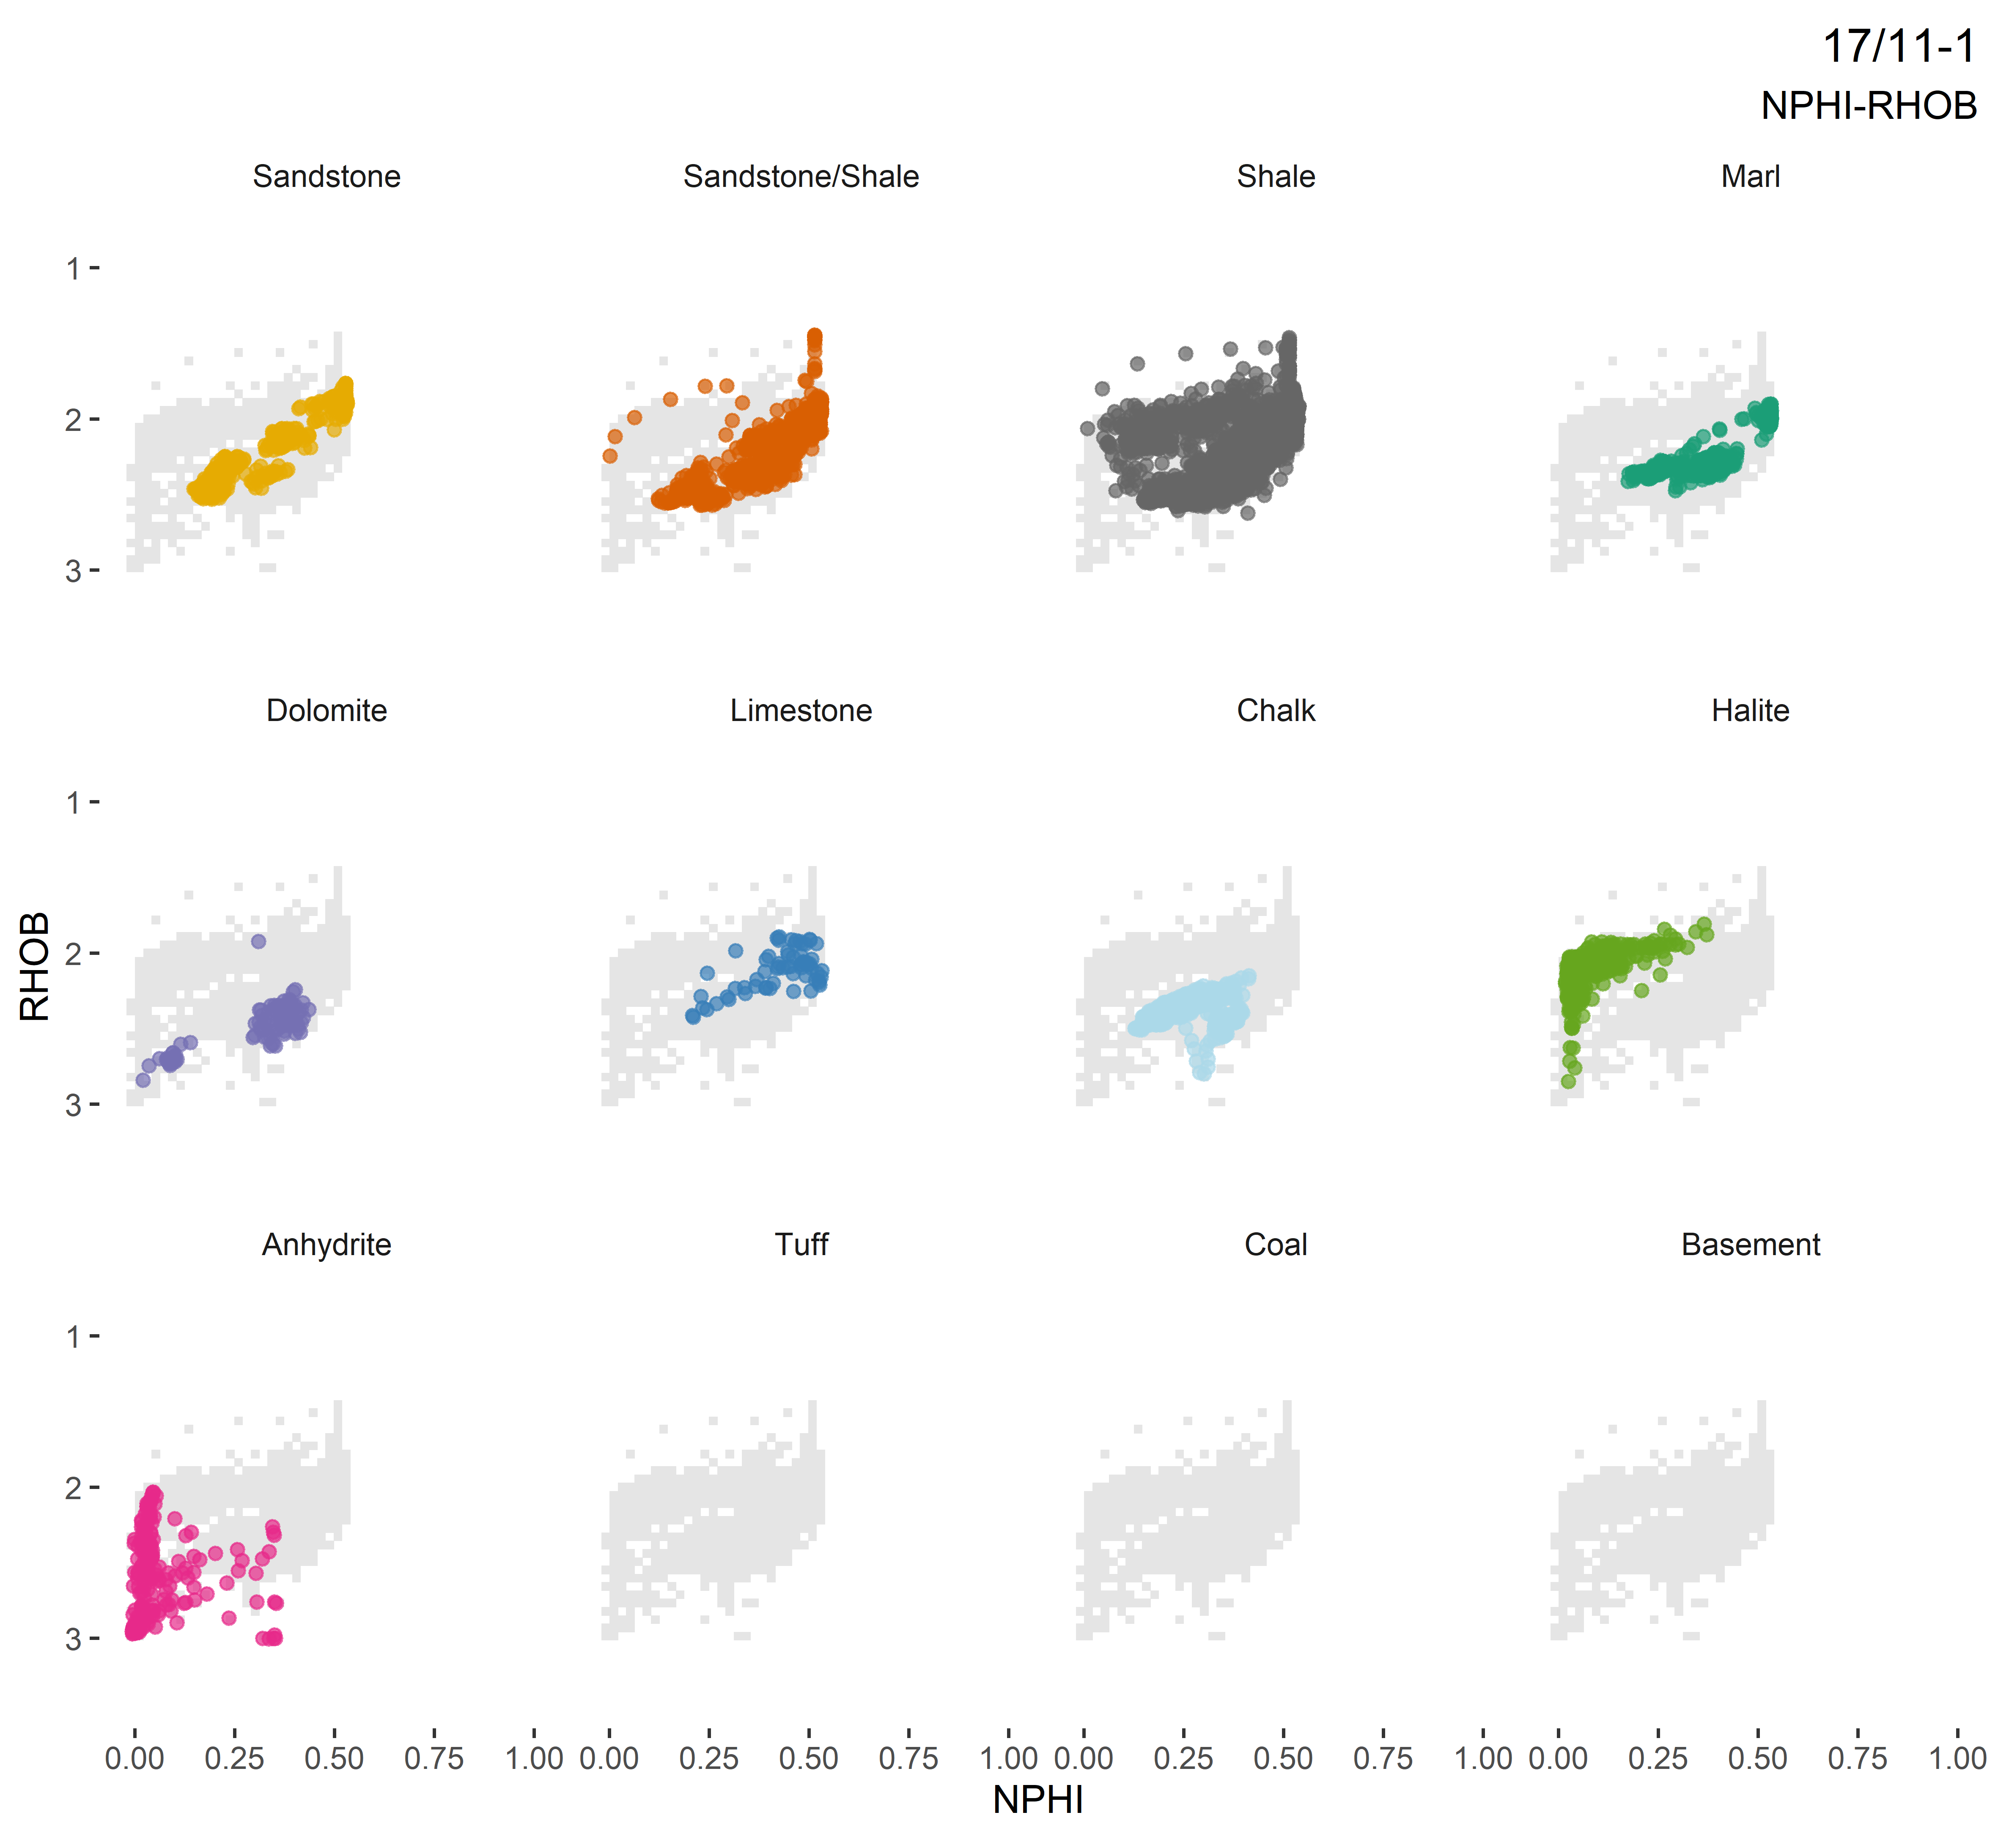 17/11-1
NPHI-RHOB
Sandstone Sandstone/Shale Shale Marl
1
2
3
Dolomite Limestone Chalk Halite
RHOB
1
2
3
Anhydrite Tuff Coal Basement
1
2
3
0.00 0.25 0.50 0.75 1.00 0.00 0.25 0.50 0.75 1.00 0.00 0.25 0.50 0.75 1.00 0.00 0.25 0.50 0.75 1.00
NPHI